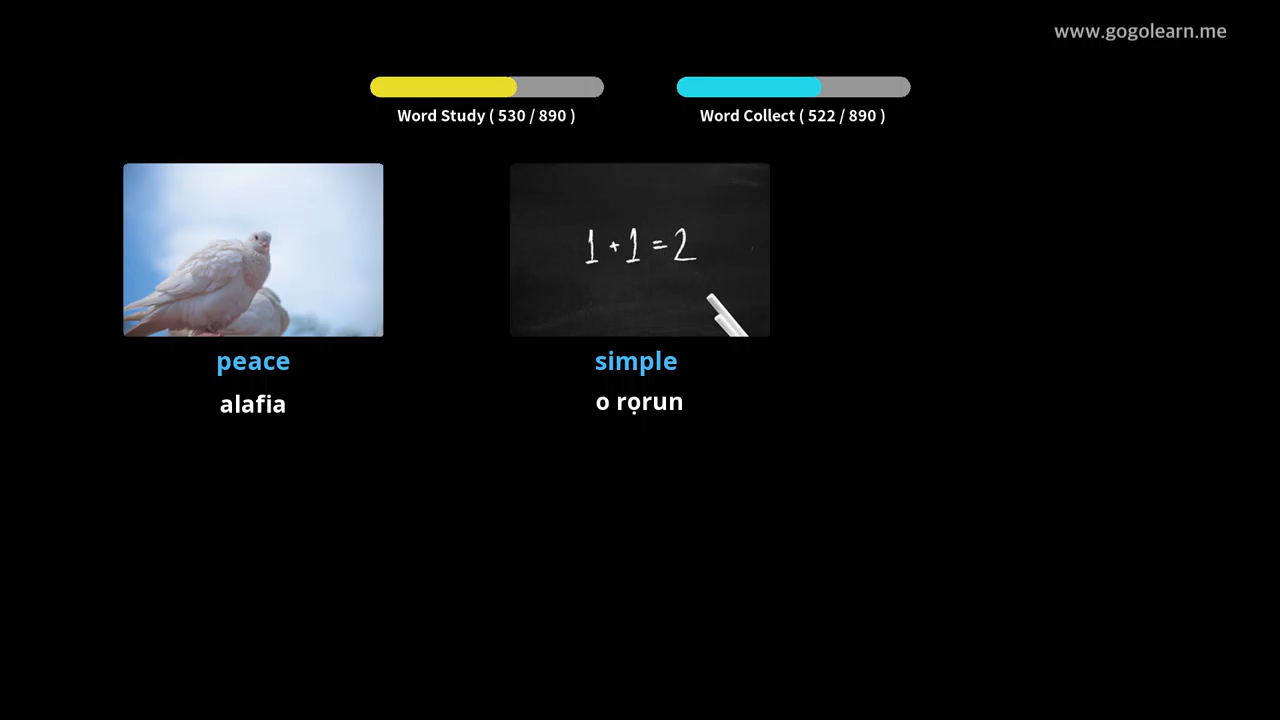 www.gogolearn.me
Word Study ( 530 / 890 )
Word Collect ( 522 / 890 )
1 + 1 = 2
peace
simple
alafia
o rọrun